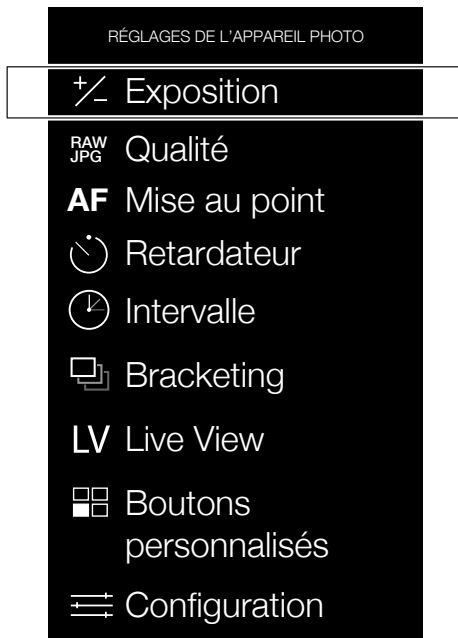 RÉGLAGES DE L'APPAREIL PHOTO
+/- Exposition
RAW JPG Qualité
AF Mise au point
Retardateur
Intervalle
Bracketing
LV Live View
Boutons
personnalisés
Configuration